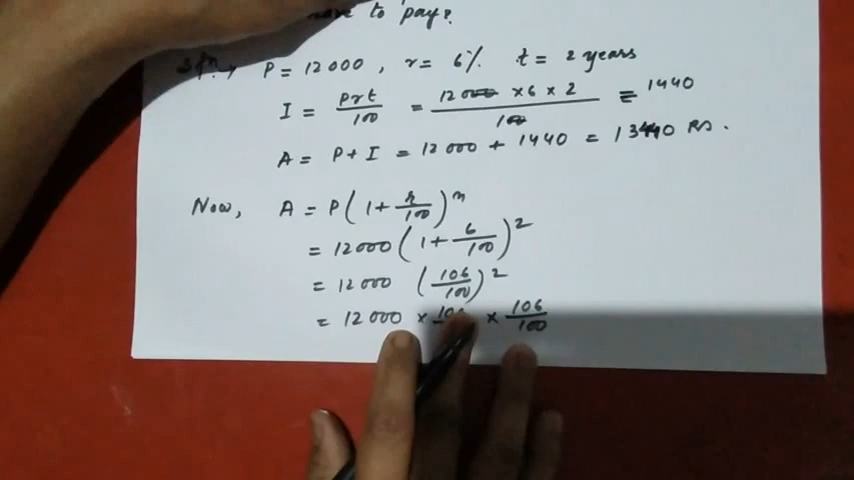 to pay?
Soln → P = 12000 , r = 6% t = 2 years
I = prt/100 = 12000 × 6 × 2/100 = 1440
A = P + I = 12000 + 1440 = 13440 Rs.
Now, A = P(1 + r/100)^n
= 12000 (1 + 6/100)^2
= 12000 (106/100)^2
= 12000 × × 106/100